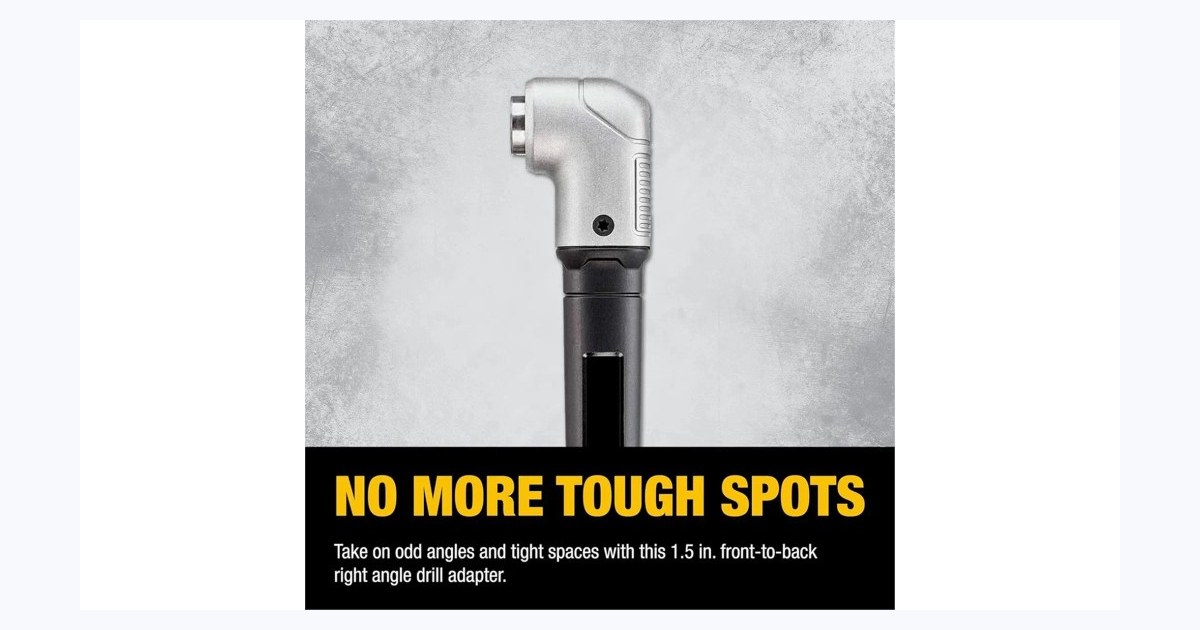 NO MORE TOUGH SPOTS
Take on odd angles and tight spaces with this 1.5 in. front-to-back
right angle drill adapter.